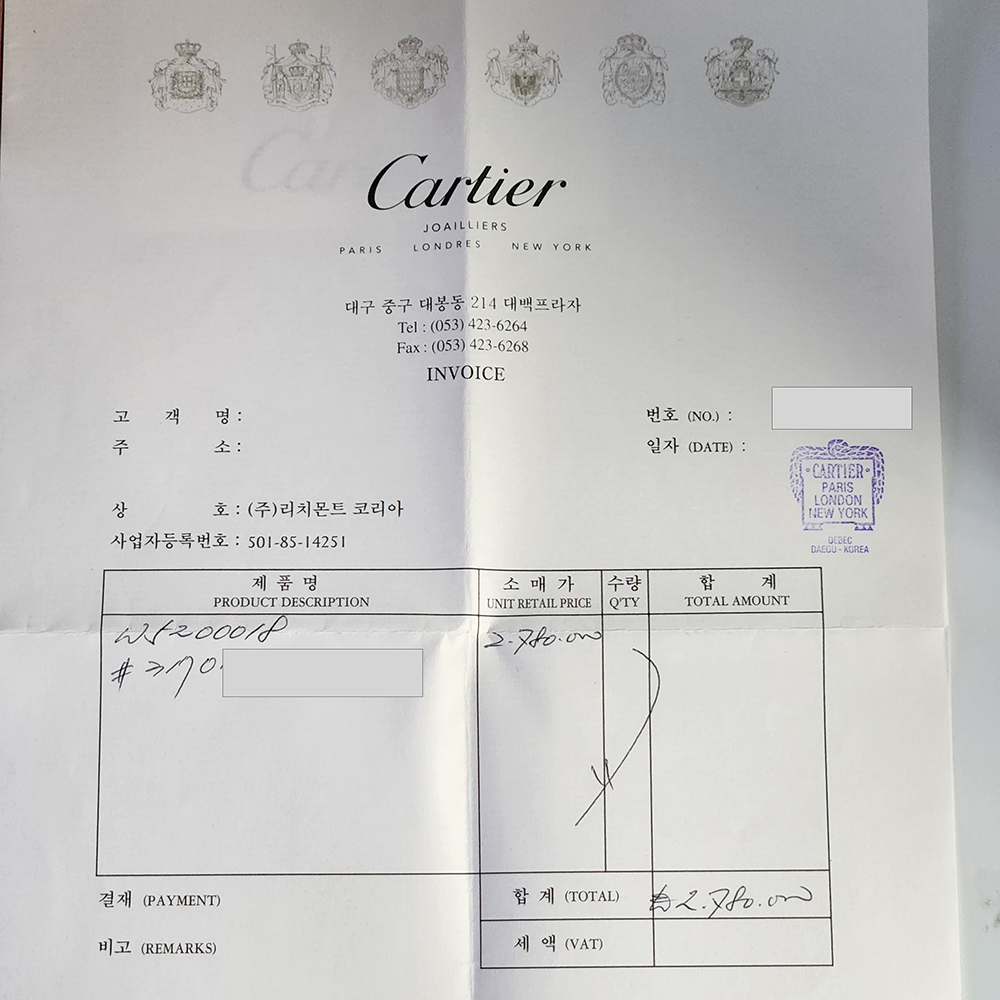 Cartier
JOAILLIERS
PARIS LONDRES NEW YORK
대구 중구 대봉동 214 대백프라자
Tel : (053) 423-6264
Fax : (053) 423-6268
INVOICE
고 객 명 :
번호 (NO.) :
주 소 :
일자 (DATE) :
CARTIER
PARIS
LONDON
NEW YORK
DEBEC
DAEGU - KOREA
상 호 : (주)리치몬트 코리아
사업자등록번호 : 501-85-14251
제 품 명 소 매 가 수량 합 계
PRODUCT DESCRIPTION UNIT RETAIL PRICE Q'TY TOTAL AMOUNT
2.780.000
결재 (PAYMENT)
합 계 (TOTAL) ₩2.780.000
비고 (REMARKS)
세 액 (VAT)